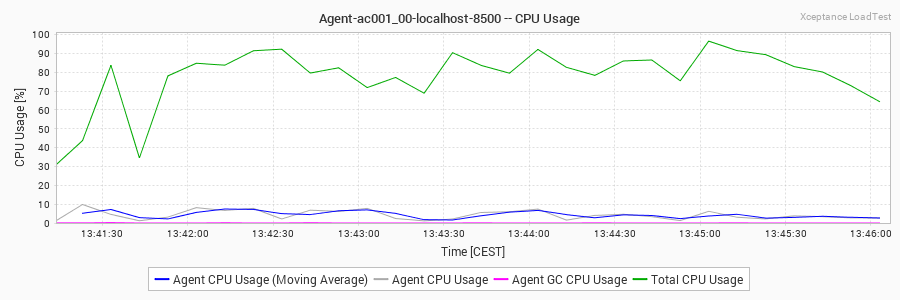 Agent-ac001_00-localhost-8500 -- CPU Usage
Xceptance LoadTest
CPU Usage [%]
100
90
80
70
60
50
40
30
20
10
0
13:41:30 13:42:00 13:42:30 13:43:00 13:43:30 13:44:00 13:44:30 13:45:00 13:45:30 13:46:00
Time [CEST]
Agent CPU Usage (Moving Average) Agent CPU Usage Agent GC CPU Usage Total CPU Usage